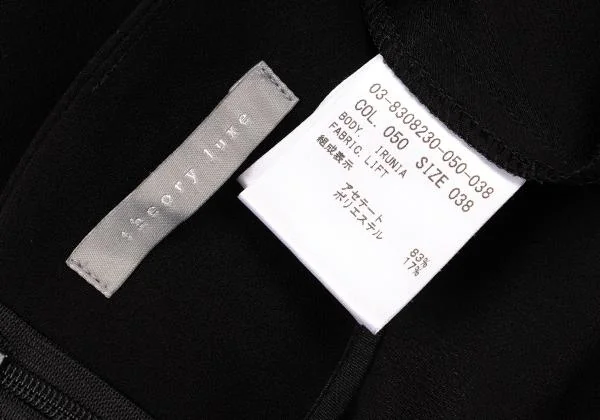 theory luxe
03-8308230-050-038
COL. 050 SIZE 038
BODY. IRUNIA
FABRIC. LIFT
組成表示
アセテート 83%
ポリエステル 17%